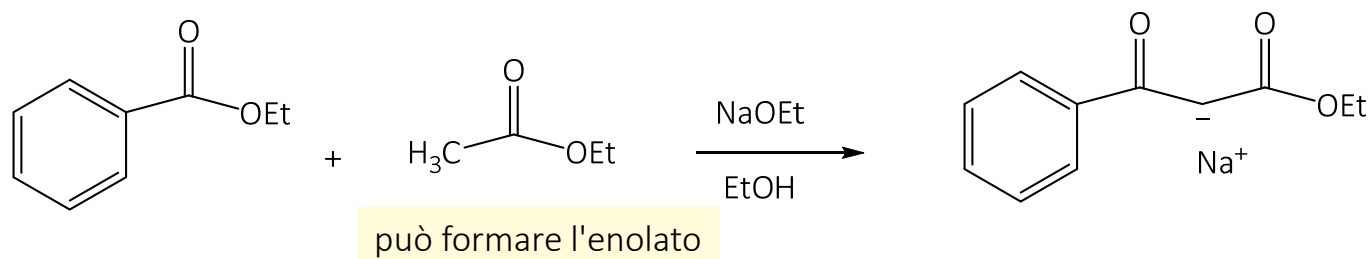 O
OEt
+
O
H₃C
OEt
NaOEt
EtOH
O
O
OEt
−
Na⁺
può formare l'enolato